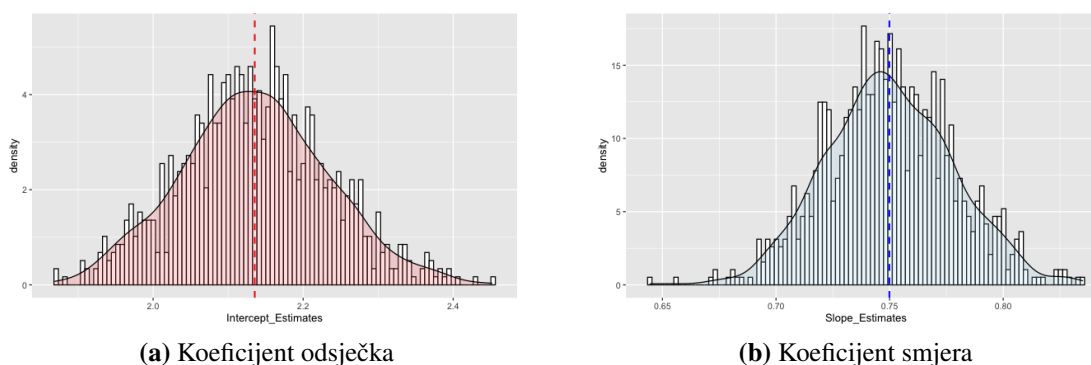 density
4
2
0
2.0
2.2
2.4
Intercept_Estimates
(a) Koeficijent odsječka
density
15
10
5
0
0.65
0.70
0.75
0.80
Slope_Estimates
(b) Koeficijent smjera